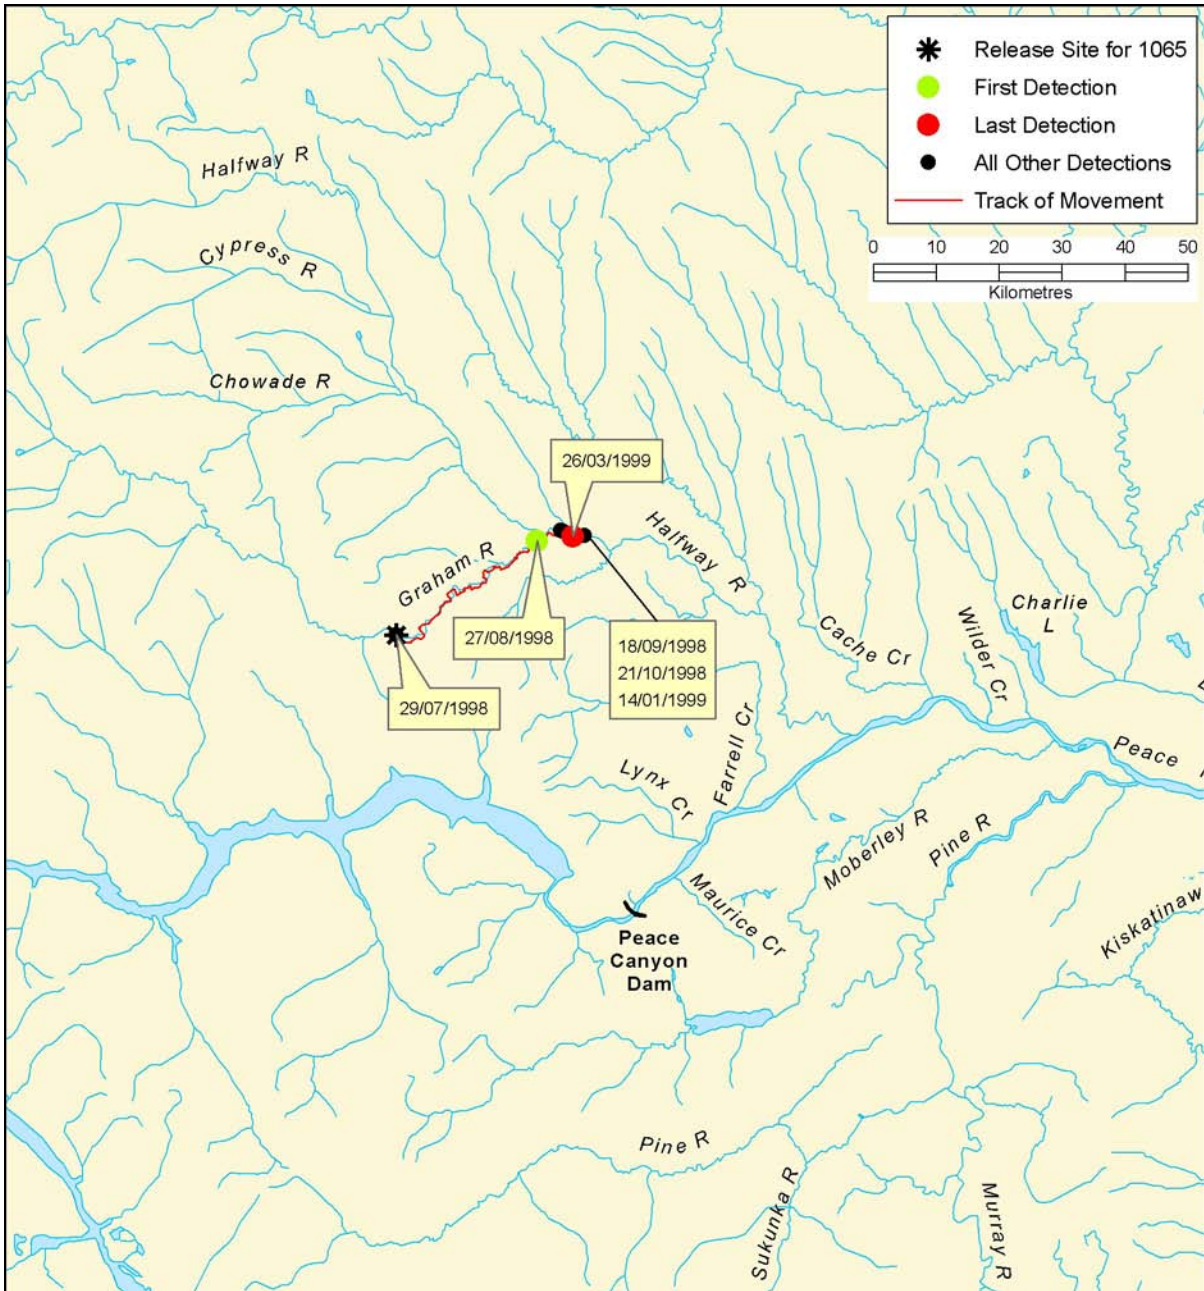 Release Site for 1065
First Detection
Last Detection
All Other Detections
Track of Movement
0 10 20 30 40 50
Kilometres
Halfway R
Cypress R
Chowade R
26/03/1999
Halfway R
Graham R
27/08/1998
18/09/1998
21/10/1998
14/01/1999
29/07/1998
Cache Cr
Wilder Cr
Charlie
L
Peace
Farrell Cr
Lynx Cr
Moberley R
Pine R
Maurice Cr
Kiskatinaw
Peace
Canyon
Dam
Pine R
Sukunka R
Murray R